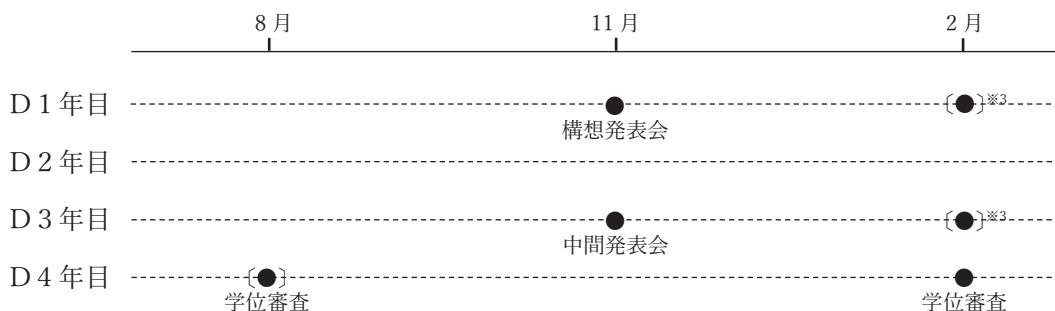 8月 11月 2月
D1年目 ● 〔●〕※3
構想発表会
D2年目
D3年目 ● 〔●〕※3
中間発表会
D4年目 〔●〕 ●
学位審査 学位審査